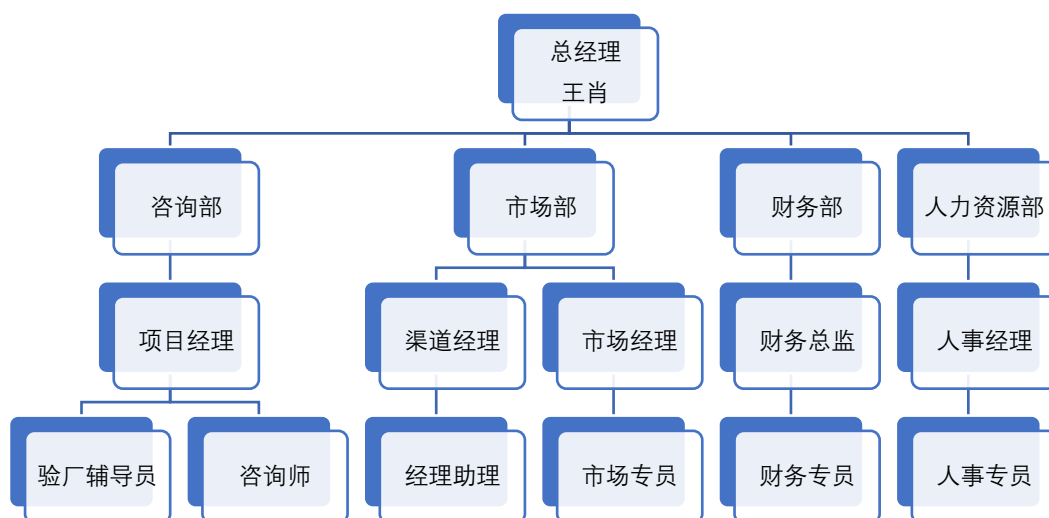 总经理
王肖
咨询部
市场部
财务部
人力资源部
项目经理
渠道经理
市场经理
财务总监
人事经理
验厂辅导员
咨询师
经理助理
市场专员
财务专员
人事专员